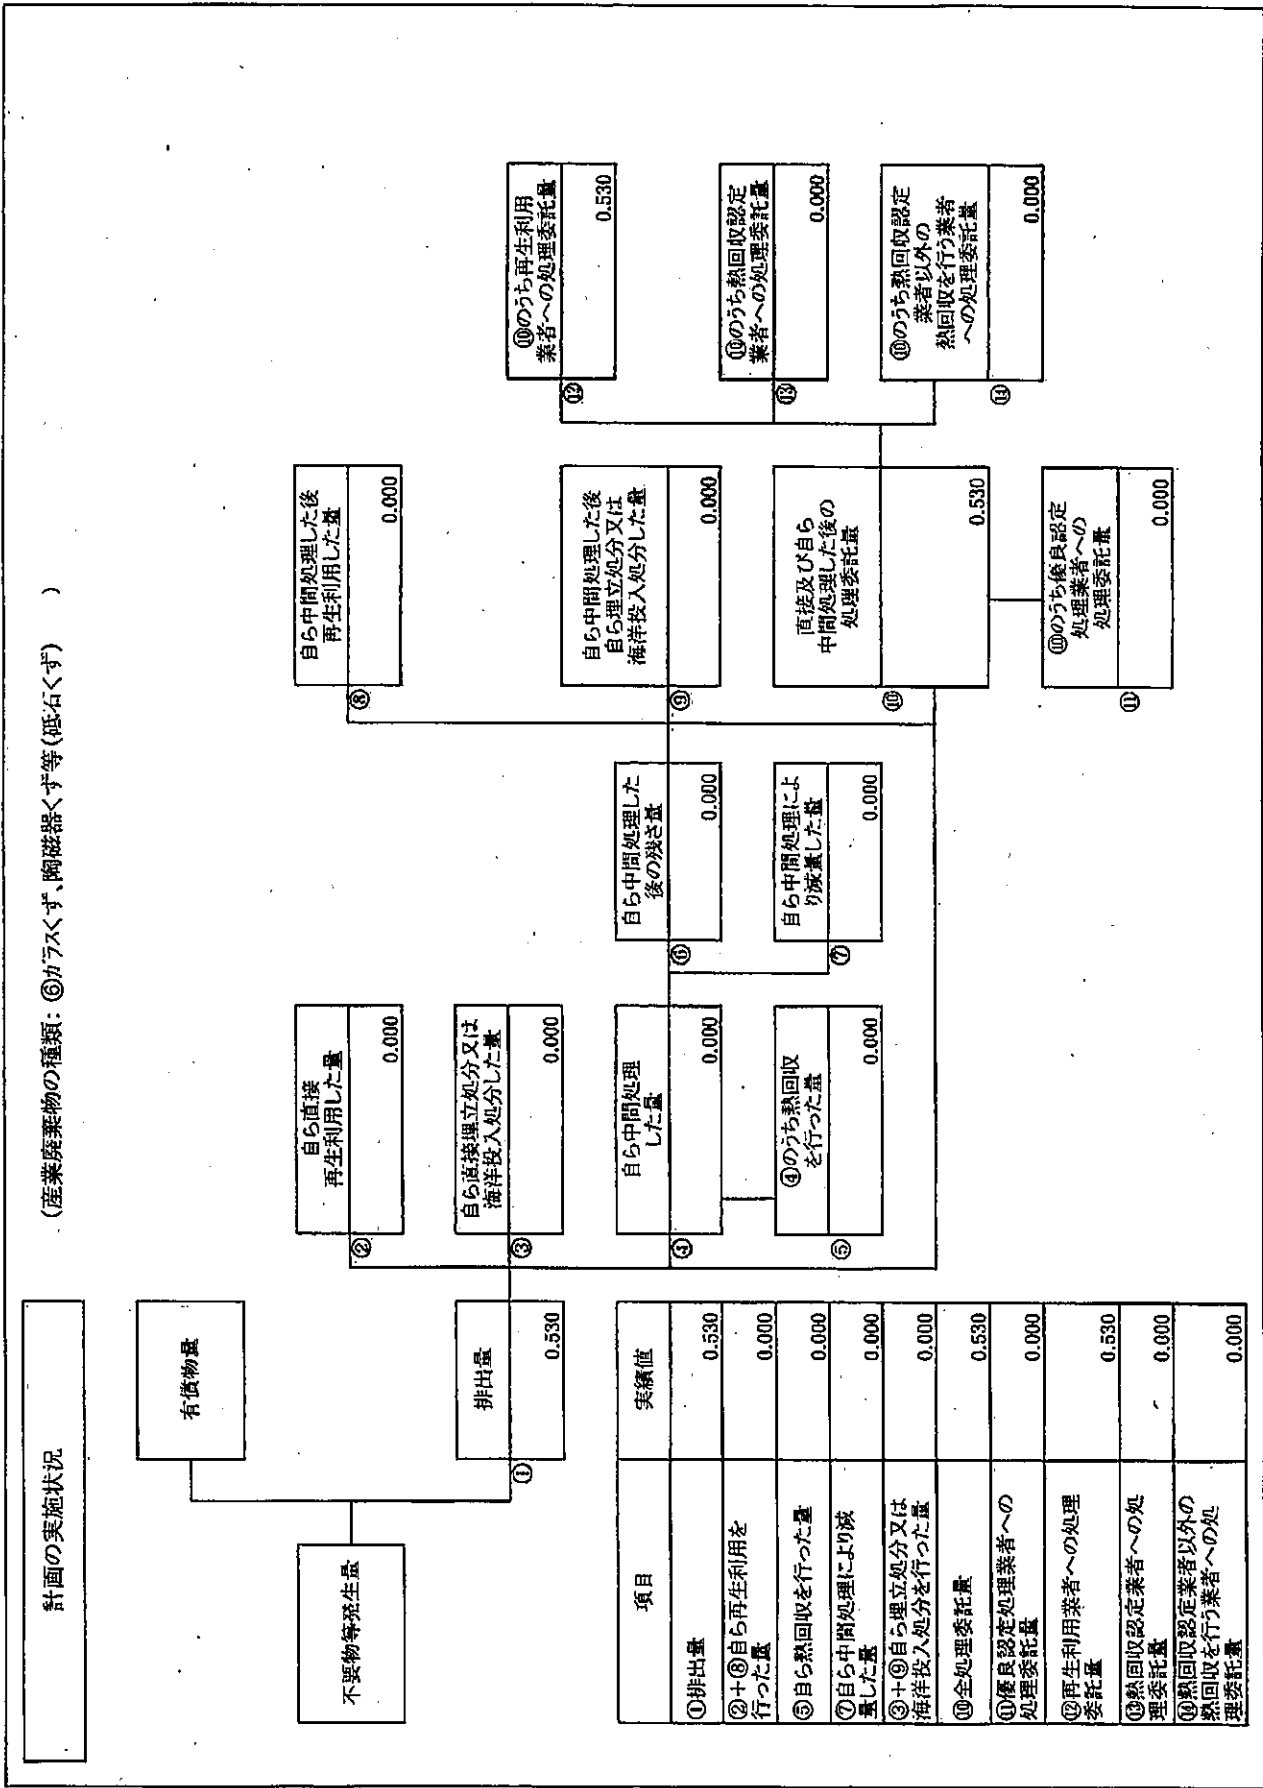 計画の実施状況
(産業廃棄物の種類: ⑥ガラスくず、陶磁器くず等(砥石くず) )
不要物等発生量
有償物量
①
排出量
0.530
②
自ら直接
再生利用した量
0.000
③
自ら直接埋立処分又は
海洋投入処分した量
0.000
④
自ら中間処理
した量
0.000
⑤
④のうち熱回収
を行った量
0.000
⑥
自ら中間処理した
後の残さ量
0.000
⑦
自ら中間処理によ
り減量した量
0.000
⑧
自ら中間処理した後
再生利用した量
0.000
⑨
自ら中間処理した後
自ら埋立処分又は
海洋投入処分した量
0.000
⑩
直接及び自ら
中間処理した後の
処理委託量
0.530
⑪
⑩のうち優良認定
処理業者への
処理委託量
0.000
⑫
⑩のうち再生利用
業者への処理委託量
0.530
⑬
⑩のうち熱回収認定
業者への処理委託量
0.000
⑭
⑩のうち熱回収認定
業者以外の
熱回収を行う業者
への処理委託量
0.000
項目 実績値
①排出量 0.530
②+⑧自ら再生利用を
行った量 0.000
⑤自ら熱回収を行った量 0.000
⑦自ら中間処理により減
量した量 0.000
③+⑨自ら埋立処分又は
海洋投入処分を行った量 0.000
⑩全処理委託量 0.530
⑪優良認定処理業者への
処理委託量 0.000
⑫再生利用業者への処理
委託量 0.530
⑬熱回収認定業者への処
理委託量 0.000
⑭熱回収認定業者以外の
熱回収を行う業者への処
理委託量 0.000